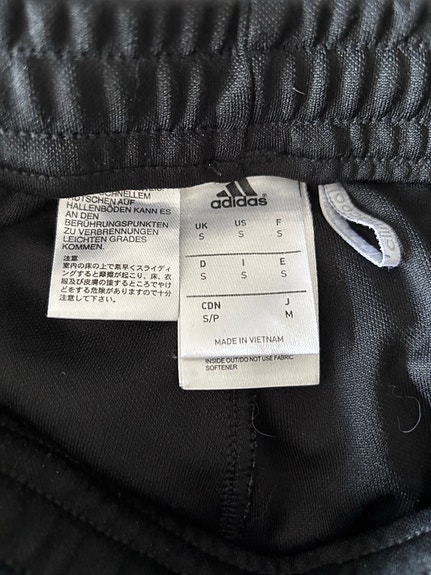 SCHNELLEM
RUTSCHEN AUF
HALLENBÖDEN KANN ES
AN DEN
BERÜHRUNGSPUNKTEN
ZU VERBRENNUNGEN
LEICHTEN GRADES
KOMMEN.
注意
室内の床の上で素早くスライディ
ングすると摩擦が起こり、床、衣
服及び皮膚の接するところでやけ
どをする危険がありますので十分
注意して下さい。
adidas
UK US F
S S S
D I E
S S S
CDN J
S/P M
MADE IN VIETNAM
INSIDE OUT/DO NOT USE FABRIC
SOFTENER